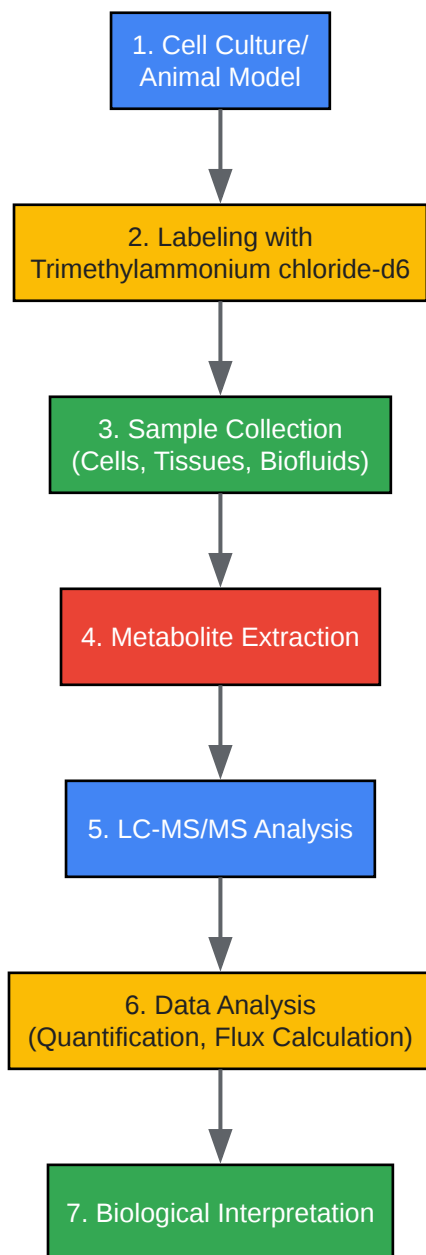 1. Cell Culture/
Animal Model
2. Labeling with
Trimethylammonium chloride-d6
3. Sample Collection
(Cells, Tissues, Biofluids)
4. Metabolite Extraction
5. LC-MS/MS Analysis
6. Data Analysis
(Quantification, Flux Calculation)
7. Biological Interpretation